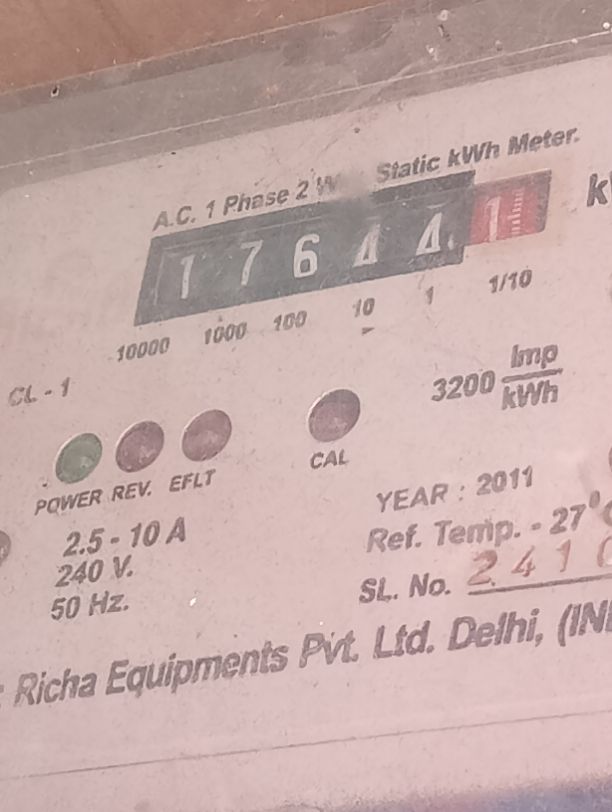 A.C. 1 Phase 2 Static kWh Meter.
1 7 6 4 4 1
10000 1000 100 10 1 1/10
CL - 1
3200 Imp/kWh
POWER REV. EFLT CAL
2.5 - 10 A
240 V.
50 Hz.
YEAR : 2011
Ref. Temp. - 27°
SL. No. 2 4 1
Richa Equipments Pvt. Ltd. Delhi,